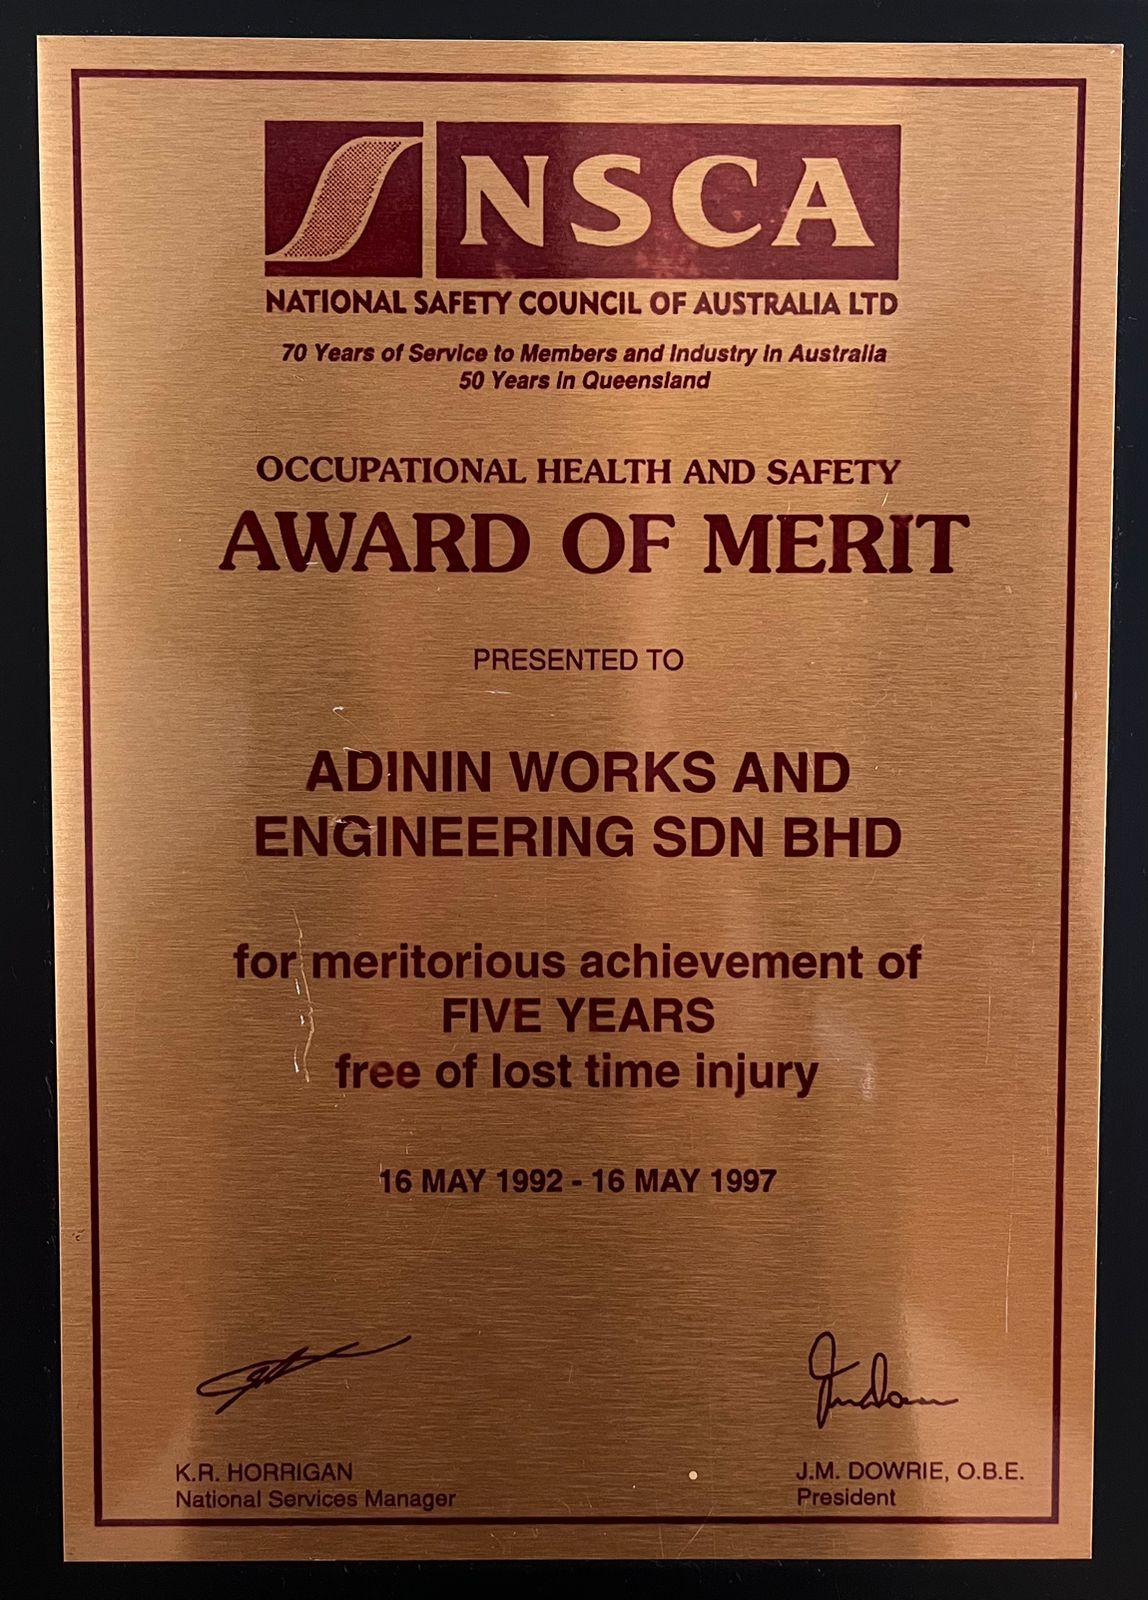 NSCA
NATIONAL SAFETY COUNCIL OF AUSTRALIA LTD
70 Years of Service to Members and Industry in Australia
50 Years in Queensland
OCCUPATIONAL HEALTH AND SAFETY
AWARD OF MERIT
PRESENTED TO
ADININ WORKS AND
ENGINEERING SDN BHD
for meritorious achievement of
FIVE YEARS
free of lost time injury
16 MAY 1992 - 16 MAY 1997
K.R. HORRIGAN
National Services Manager
J.M. DOWRIE, O.B.E.
President